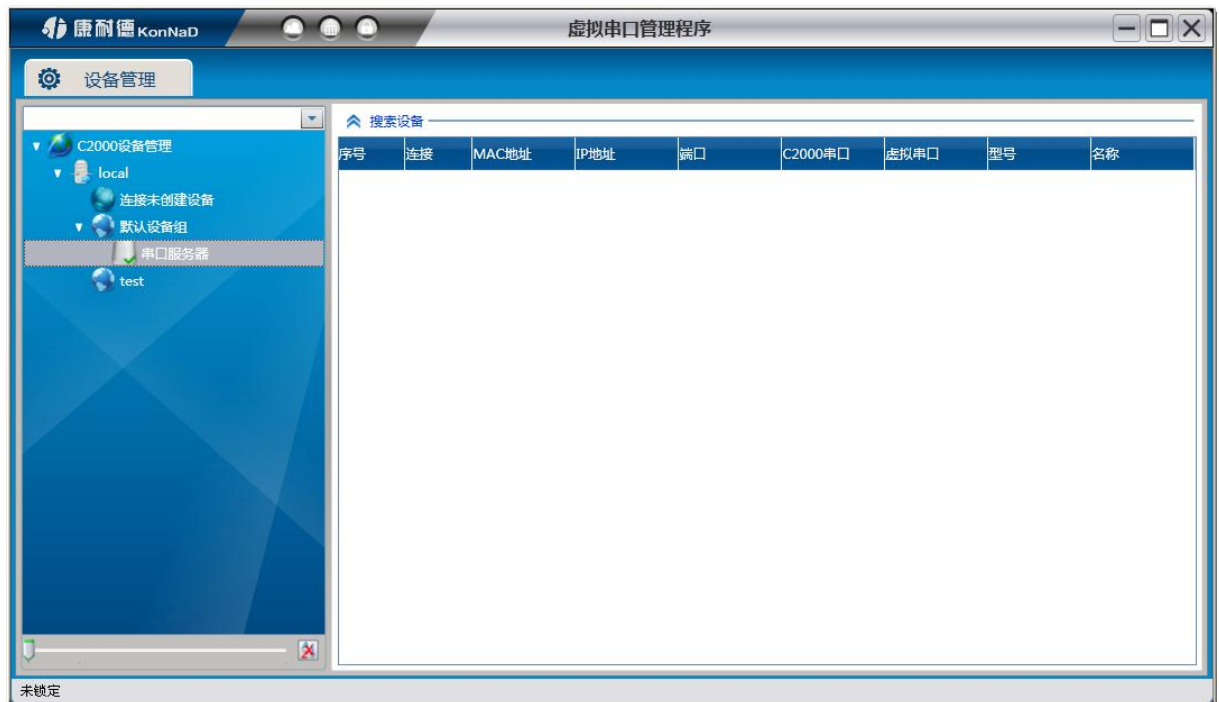 康耐德 KonNaD 虚拟串口管理程序
设备管理
搜索设备
序号 连接 MAC地址 IP地址 端口 C2000串口 虚拟串口 型号 名称
C2000设备管理
local
连接未创建设备
默认设备组
串口服务器
test
未锁定